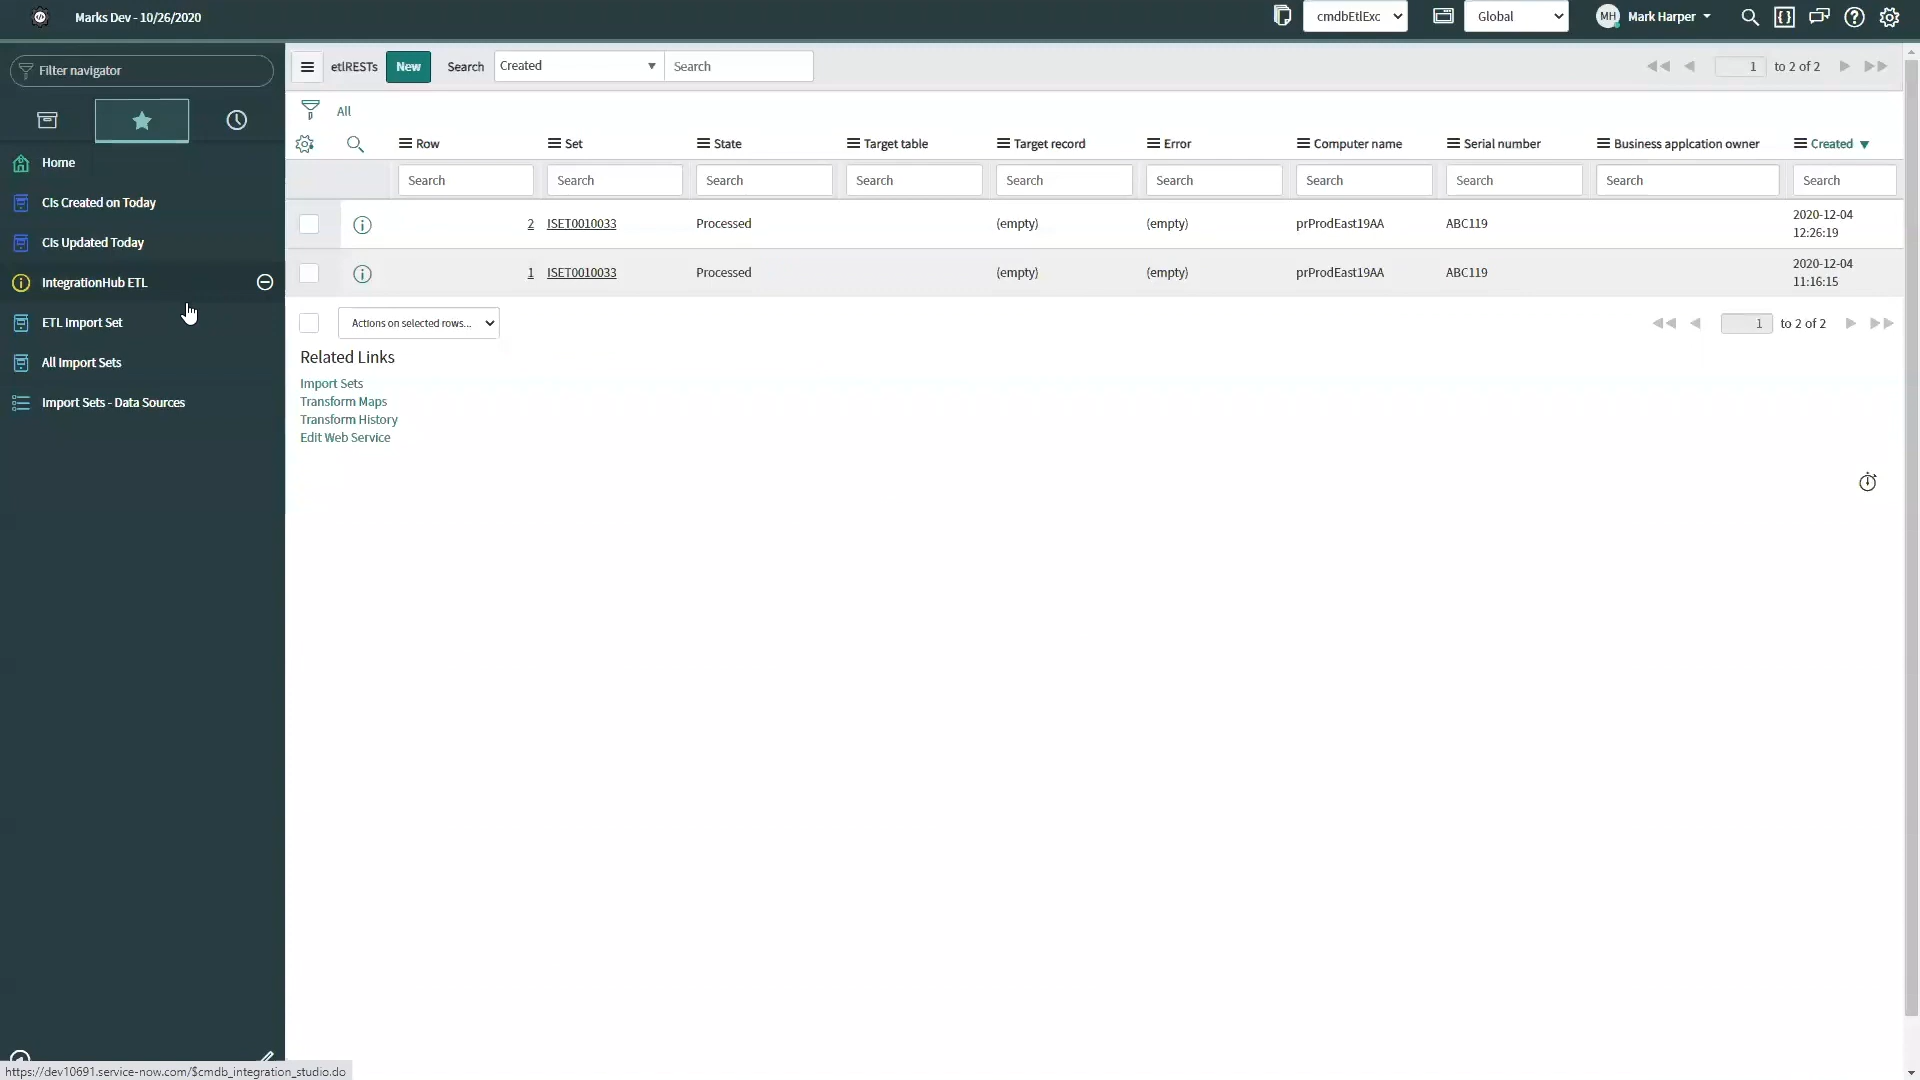 Marks Dev - 10/26/2020
cmdbEtlExc
Global
MH Mark Harper
Filter navigator
Home
CIs Created on Today
CIs Updated Today
IntegrationHub ETL
ETL Import Set
All Import Sets
Import Sets - Data Sources
etlRESTs New Search Created Search 1 to 2 of 2
All
Row Set State Target table Target record Error Computer name Serial number Business applcation owner Created
Search Search Search Search Search Search Search Search Search Search
2 ISET0010033 Processed (empty) (empty) prProdEast19AA ABC119 2020-12-04
12:26:19
1 ISET0010033 Processed (empty) (empty) prProdEast19AA ABC119 2020-12-04
11:16:15
Actions on selected rows... 1 to 2 of 2
Related Links
Import Sets
Transform Maps
Transform History
Edit Web Service
https://dev10691.service-now.com/$cmdb_integration_studio.do